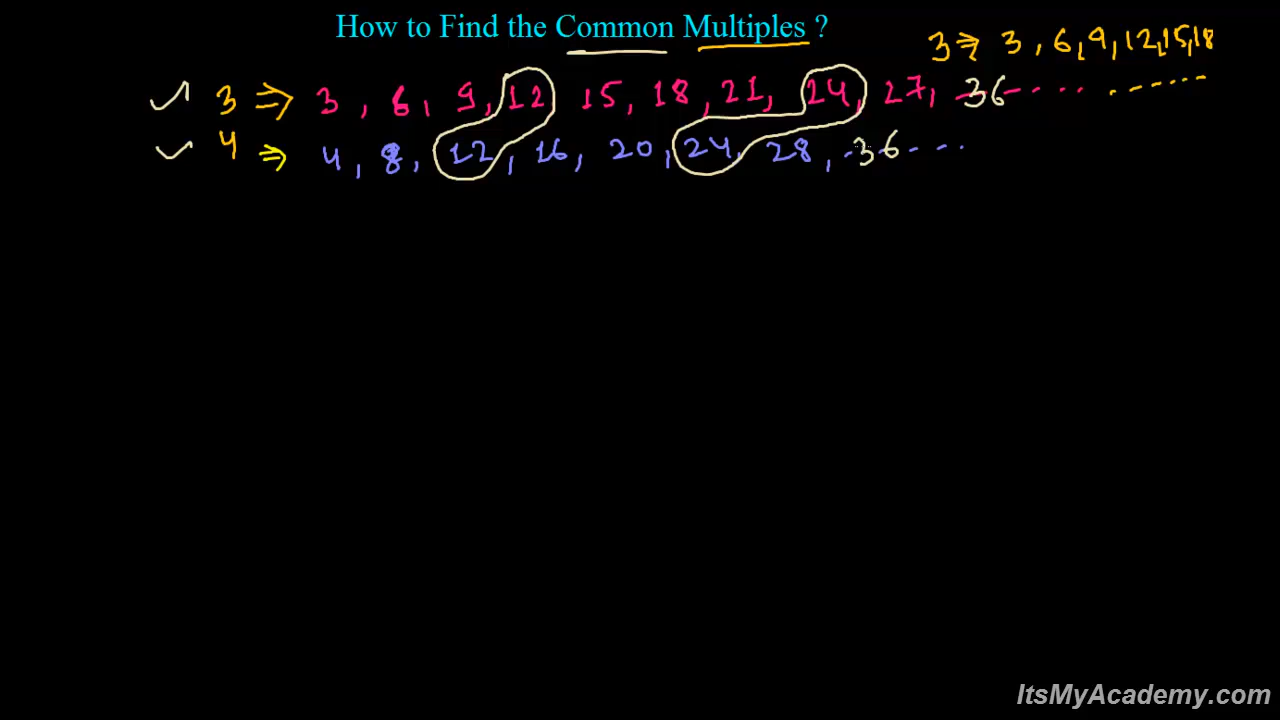 How to Find the Common Multiples ?
3 ⇒ 3, 6, 9, 12, 15, 18
3 ⇒ 3, 6, 9, 12 15, 18, 21, 24, 27, 36 ..... ......
4 ⇒ 4, 8, 12, 16, 20, 24, 28, 36 ...
ItsMyAcademy.com